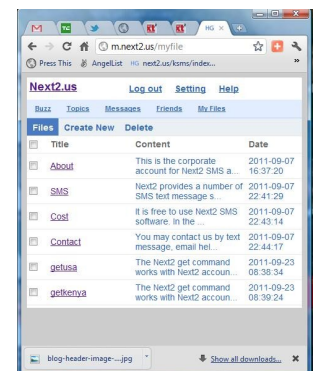 HG
m.next2.us/myfile
Press This AngelList HG next2.us/ksms/index... »
Next2.us Log out Setting Help
Buzz Topics Messages Friends My Files
Files Create New Delete
Title Content Date
About This is the corporate 2011-09-07
account for Next2 SMS a... 16:37:20
SMS Next2 provides a number of 2011-09-07
SMS text message s... 22:41:29
Cost It is free to use Next2 SMS 2011-09-07
software. In the ... 22:43:14
Contact You may contact us by text 2011-09-07
message, email hel... 22:44:17
getusa The Next2 get command 2011-09-23
works with Next2 accoun... 08:38:34
getkenya The Next2 get command 2011-09-23
works with Next2 accoun... 08:39:24
blog-header-image-....jpg Show all downloads...